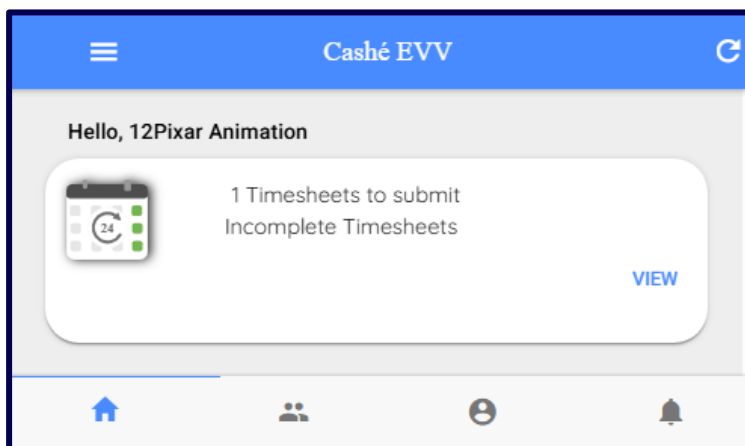 Cashé EVV
Hello, 12Pixar Animation
24
1 Timesheets to submit
Incomplete Timesheets
VIEW